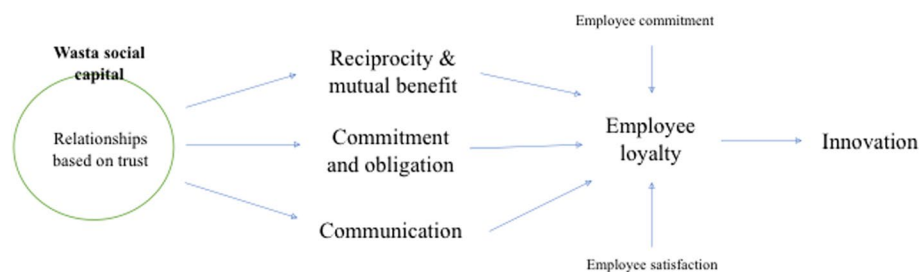 Wasta social
capital
Relationships
based on trust
Reciprocity &
mutual benefit
Commitment
and obligation
Communication
Employee commitment
Employee
loyalty
Employee satisfaction
Innovation